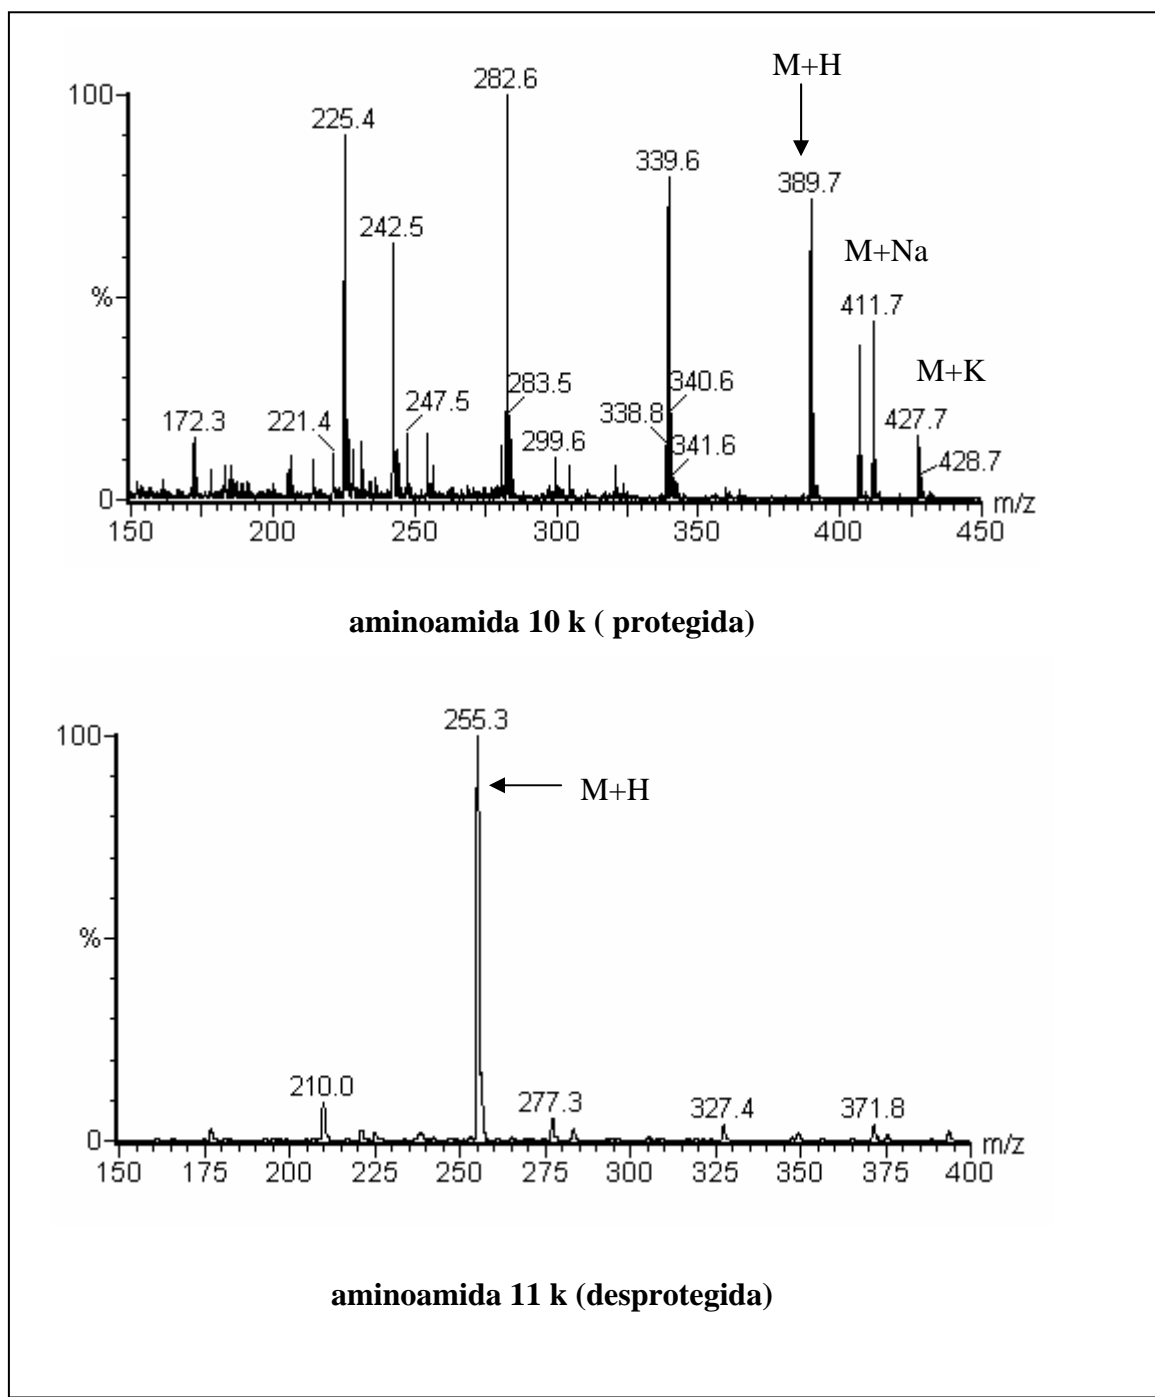 M+H
282.6
100
225.4
339.6
389.7
242.5
M+Na
%
411.7
M+K
283.5
340.6
172.3
221.4
247.5
338.8
427.7
299.6
341.6
428.7
0
m/z
150 200 250 300 350 400 450
aminoamida 10 k ( protegida)
255.3
100
M+H
%
210.0
277.3
327.4
371.8
0
m/z
150 175 200 225 250 275 300 325 350 375 400
aminoamida 11 k (desprotegida)